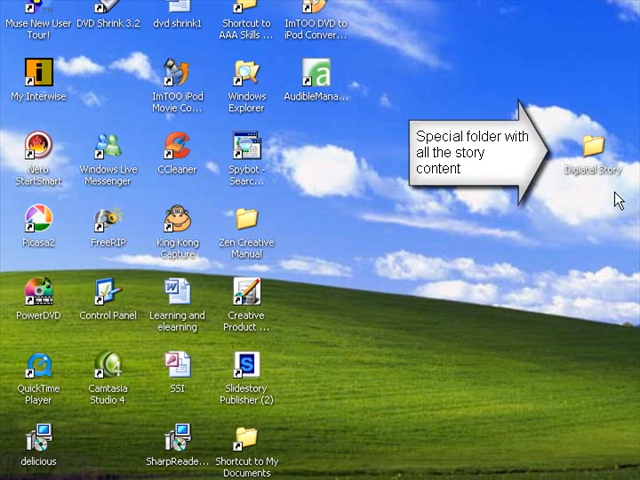 Muse New User
Tour!
DVD Shrink 3.2
dvd shrink1
Shortcut to
AAA Skills ...
ImTOO DVD to
iPod Conver...
My Interwise
ImTOO iPod
Movie Co...
Windows
Explorer
AudibleMana...
Special folder with
all the story
content
Digiatal Story
Nero
StartSmart
Windows Live
Messenger
CCleaner
Spybot -
Searc...
Picasa2
FreeRIP
King Kong
Capture
Zen Creative
Manual
PowerDVD
Control Panel
Learning and
elearning
Creative
Product ...
QuickTime
Player
Camtasia
Studio 4
SSI
Slidestory
Publisher (2)
delicious
SharpReade...
Shortcut to My
Documents